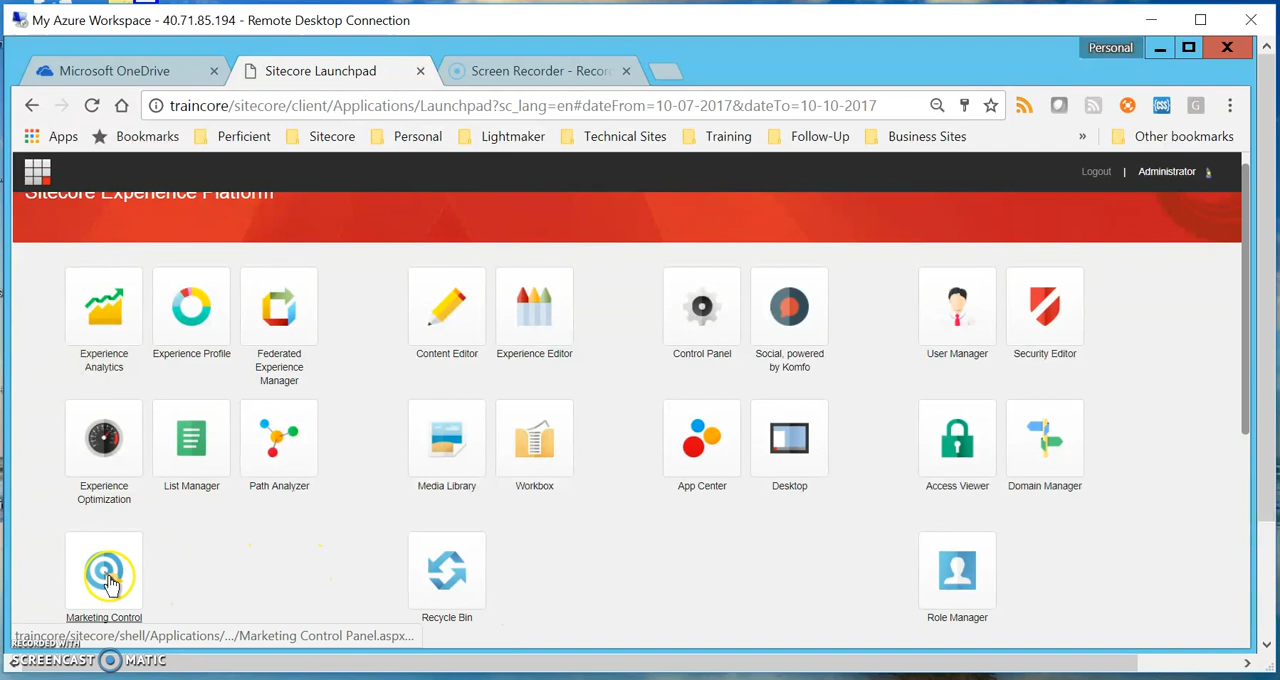 My Azure Workspace - 40.71.85.194 - Remote Desktop Connection
Personal
Microsoft OneDrive
Sitecore Launchpad
Screen Recorder - Recor
traincore/sitecore/client/Applications/Launchpad?sc_lang=en#dateFrom=10-07-2017&dateTo=10-10-2017
Apps
Bookmarks
Perficient
Sitecore
Personal
Lightmaker
Technical Sites
Training
Follow-Up
Business Sites
»
Other bookmarks
Logout | Administrator
Sitecore Experience Platform
Experience
Analytics
Experience Profile
Federated
Experience
Manager
Content Editor
Experience Editor
Control Panel
Social, powered
by Komfo
User Manager
Security Editor
Experience
Optimization
List Manager
Path Analyzer
Media Library
Workbox
App Center
Desktop
Access Viewer
Domain Manager
Marketing Control
Recycle Bin
Role Manager
traincore/sitecore/shell/Applications/.../Marketing Control Panel.aspx...
RECORDED WITH
SCREENCAST MATIC